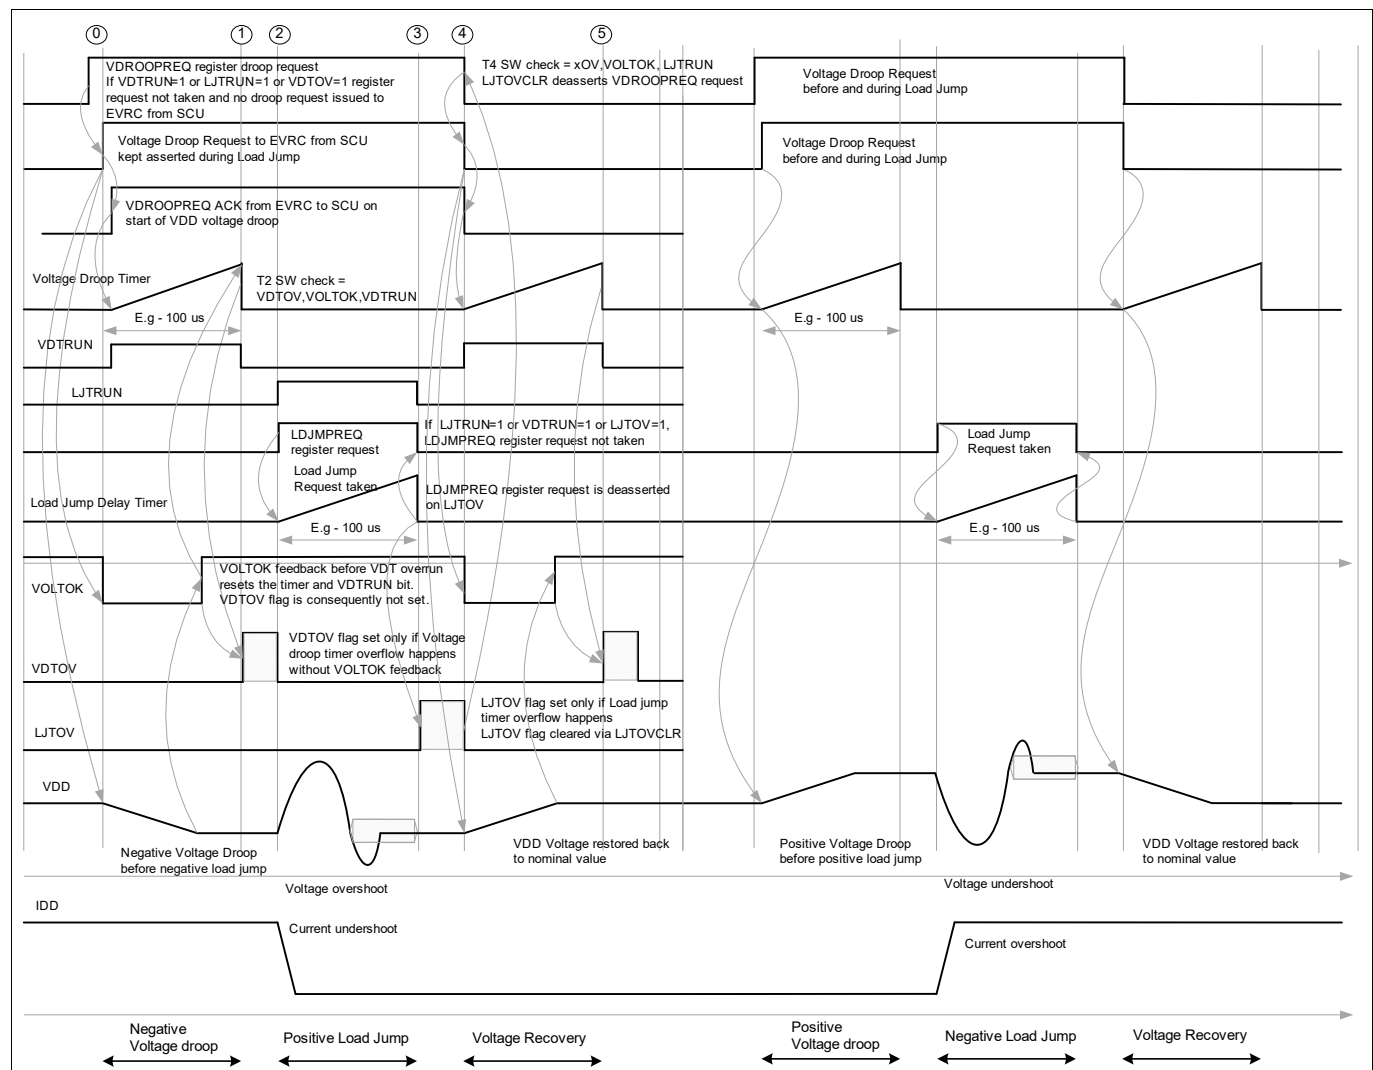 0 1 2 3 4 5
VDROOPREQ register droop request
If VDTRUN=1 or LJTRUN=1 or VDTOV=1 register
request not taken and no droop request issued to
EVRC from SCU
T4 SW check = xOV,VOLTOK, LJTRUN
LJTOVCLR deasserts VDROOPREQ request
Voltage Droop Request
before and during Load Jump
Voltage Droop Request to EVRC from SCU
kept asserted during Load Jump
Voltage Droop Request
before and during Load Jump
VDROOPREQ ACK from EVRC to SCU on
start of VDD voltage droop
Voltage Droop Timer
T2 SW check =
VDTOV,VOLTOK,VDTRUN
E.g - 100 us
E.g - 100 us
VDTRUN
LJTRUN
LDJMPREQ
register request
If LJTRUN=1 or VDTRUN=1 or LJTOV=1,
LDJMPREQ register request not taken
Load Jump
Request taken
Load Jump
Request taken
Load Jump Delay Timer
LDJMPREQ register request is deasserted
on LJTOV
E.g - 100 us
E.g - 100 us
VOLTOK
VOLTOK feedback before VDT overrun
resets the timer and VDTRUN bit.
VDTOV flag is consequently not set.
VDTOV
VDTOV flag set only if Voltage
droop timer overflow happens
without VOLTOK feedback
LJTOV
LJTOV flag set only if Load jump
timer overflow happens
LJTOV flag cleared via LJTOVCLR
VDD
Negative Voltage Droop
before negative load jump
VDD Voltage restored back
to nominal value
Positive Voltage Droop
before positive load jump
VDD Voltage restored back
to nominal value
Voltage overshoot
Voltage undershoot
IDD
Current undershoot
Current overshoot
Negative
Voltage droop
Positive Load Jump
Voltage Recovery
Positive
Voltage droop
Negative Load Jump
Voltage Recovery